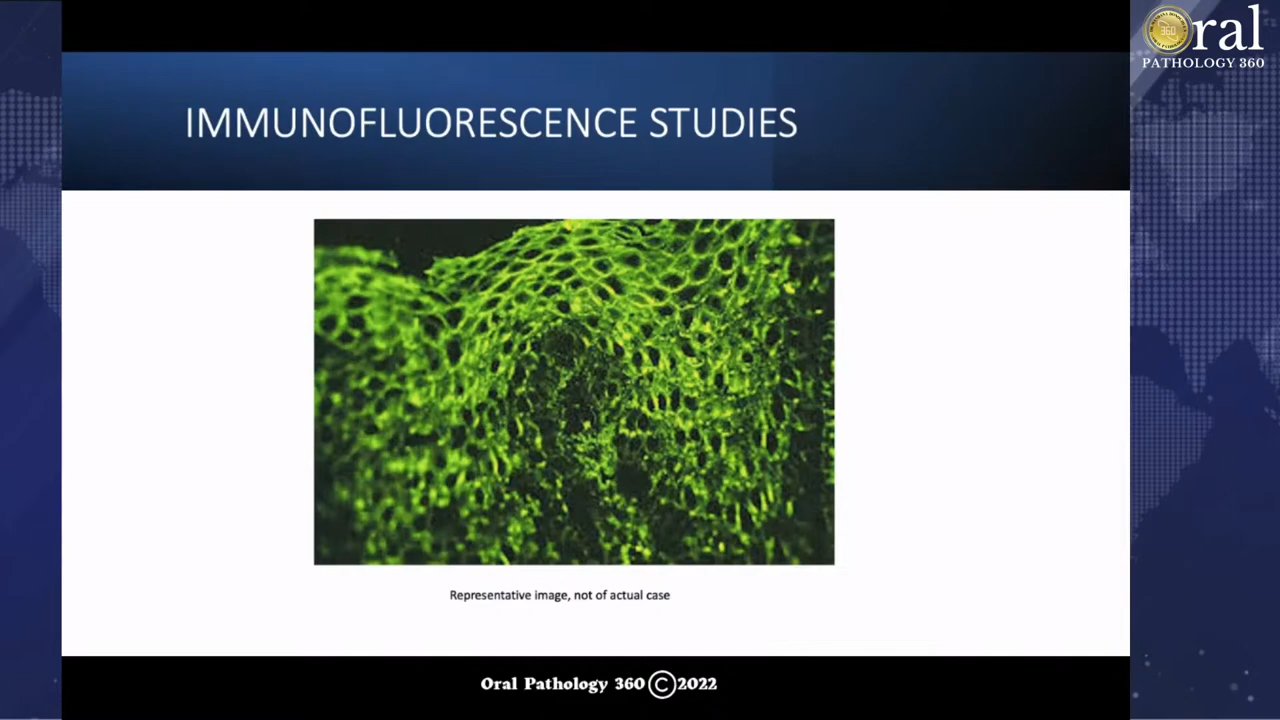 Oral
PATHOLOGY 360
IMMUNOFLUORESCENCE STUDIES
Representative image, not of actual case
Oral Pathology 360 © 2022